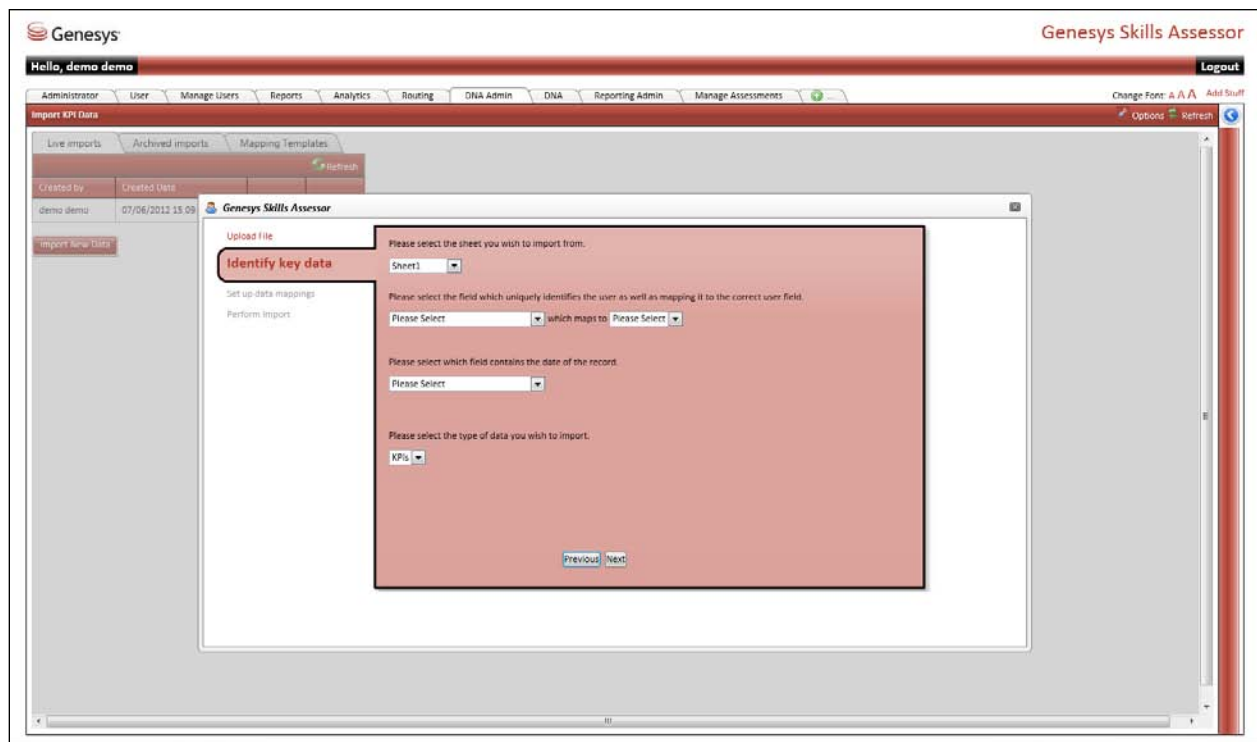 Genesys
Genesys Skills Assessor
Hello, demo demo
Logout
Administrator User Manage Users Reports Analytics Routing DNA Admin DNA Reporting Admin Manage Assessments ...
Change Font: A A A Add Stuff
Import KPI Data
Options Refresh
Live imports Archived imports Mapping Templates
Refresh
Created by Created Date
demo demo 07/06/2012 15:09
Genesys Skills Assessor
Import New Data
Upload File
Identify key data
Set up data mappings
Perform import
Please select the sheet you wish to import from.
Sheet1
Please select the field which uniquely identifies the user as well as mapping it to the correct user field.
Please Select which maps to Please Select
Please select which field contains the date of the record.
Please Select
Please select the type of data you wish to import.
KPIs
Previous Next